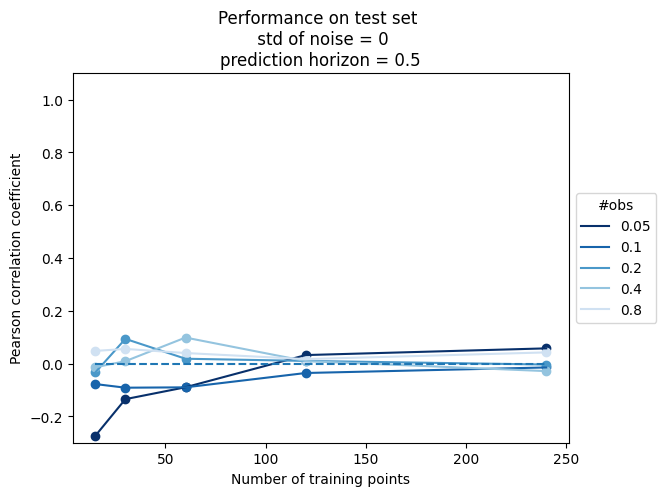 Performance on test set
std of noise = 0
prediction horizon = 0.5
1.0
0.8
0.6
0.4
0.2
0.0
−0.2
Pearson correlation coefficient
50
100
150
200
250
Number of training points
#obs
0.05
0.1
0.2
0.4
0.8